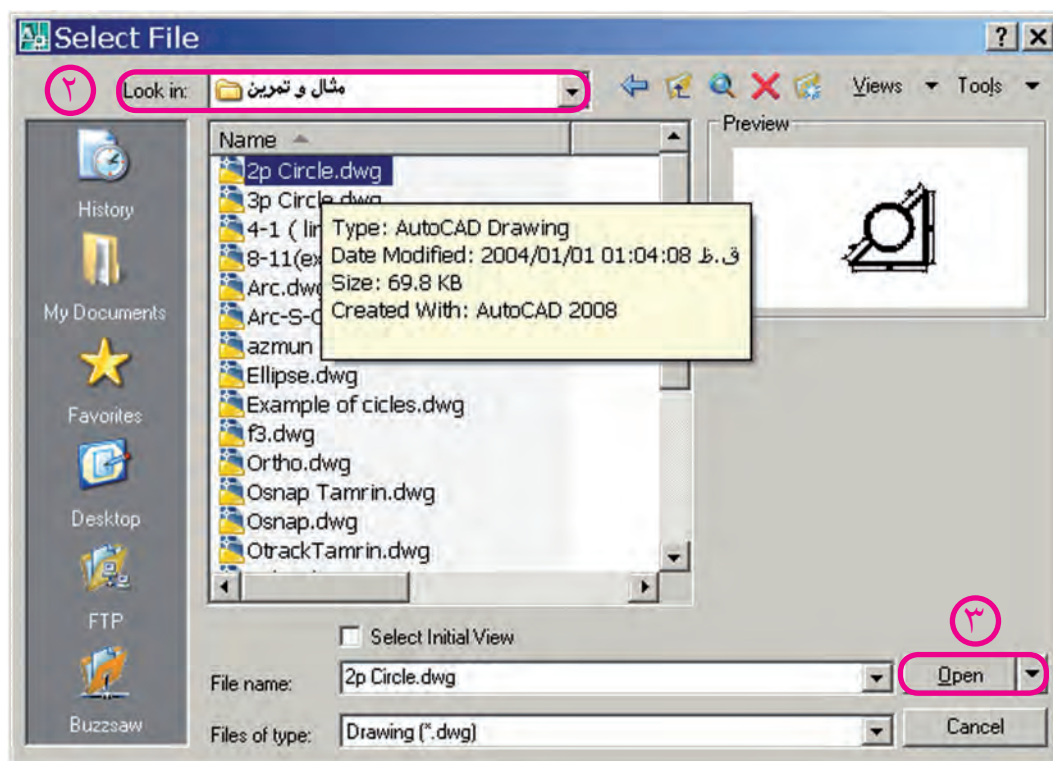 Select File
۲
Look in: مثال و تمرین
Views Tools
History
My Documents
Favorites
Desktop
FTP
Buzzsaw
Name
2p Circle.dwg
3p Circle.dwg
4-1 ( lin
8-11(ex
Arc.dwg
Arc-S-C
azmun
Ellipse.dwg
Example of cicles.dwg
f3.dwg
Ortho.dwg
Osnap Tamrin.dwg
Osnap.dwg
OtrackTamrin.dwg
Type: AutoCAD Drawing
Date Modified: 2004/01/01 01:04:08 ق.ظ
Size: 69.8 KB
Created With: AutoCAD 2008
Preview
Select Initial View
۳
File name: 2p Circle.dwg Open
Files of type: Drawing (*.dwg) Cancel